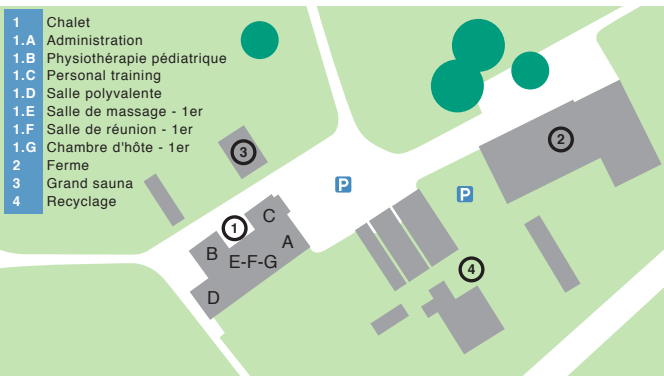 1 Chalet
1.A Administration
1.B Physiothérapie pédiatrique
1.C Personal training
1.D Salle polyvalente
1.E Salle de massage - 1er
1.F Salle de réunion - 1er
1.G Chambre d'hôte - 1er
2 Ferme
3 Grand sauna
4 Recyclage
2
3
P
P
C
1
A
B
E-F-G
4
D